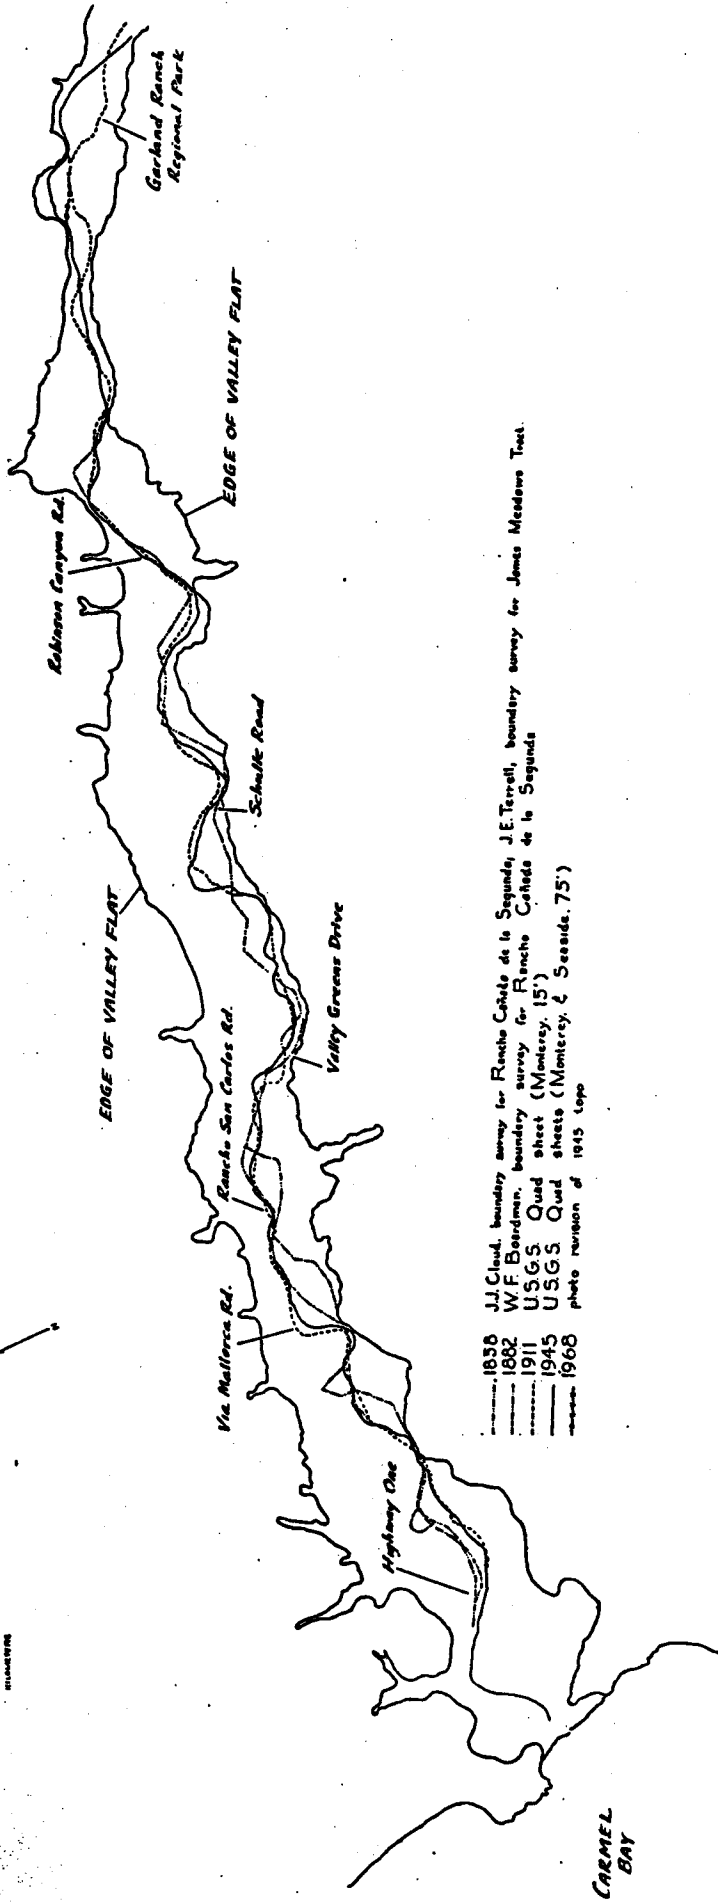 Garland Ranch
Regional Park
EDGE OF VALLEY FLAT
Robinson Canyon Rd.
Schulte Road
EDGE OF VALLEY FLAT
Valley Greens Drive
Rancho San Carlos Rd.
Via Mallorca Rd.
Highway One
CARMEL
BAY
KILOMETERS
1858 J.J. Cloud, boundary survey for Rancho Cañada de la Segunda, J.E. Terrell, boundary survey for James Meadows Tract.
1882 W.F. Boardman, boundary survey for Rancho Cañada de la Segunda
1911 U.S.G.S. Quad sheet (Monterey, 15')
1945 U.S.G.S. Quad sheets (Monterey, & Seaside, 7.5')
1968 photo revision of 1945 topo